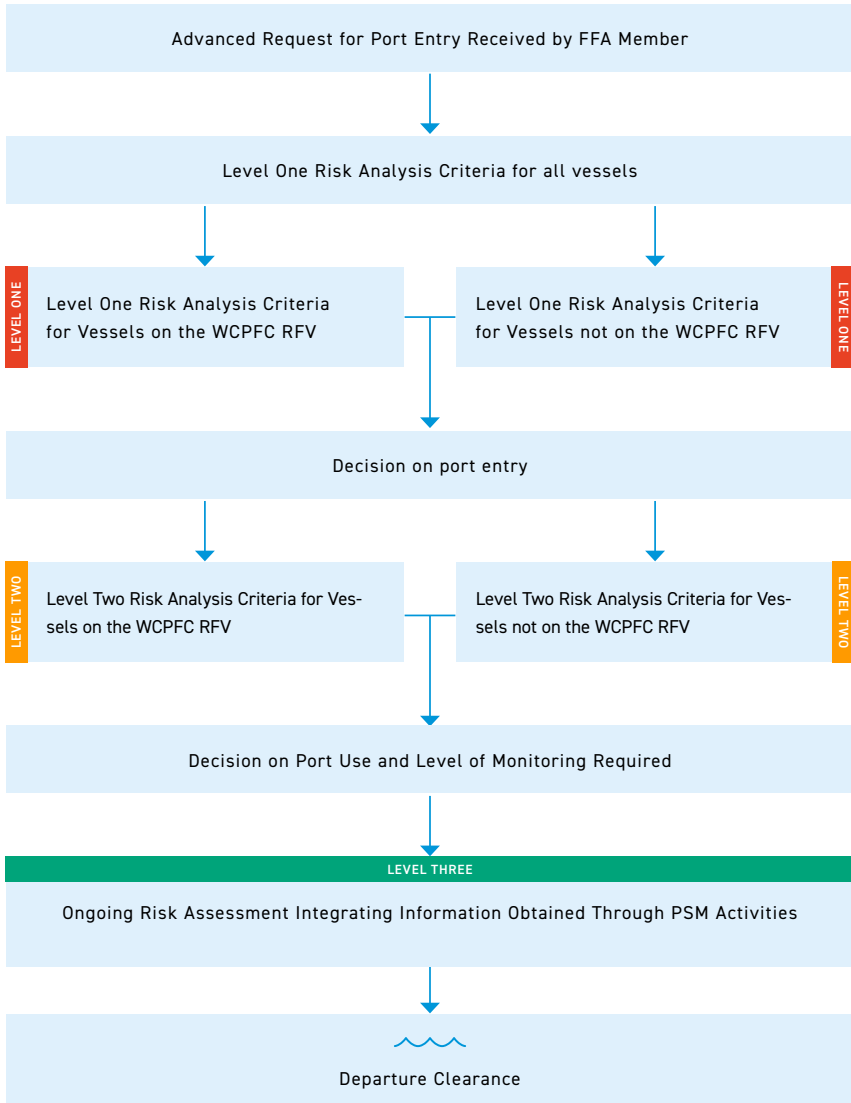 Advanced Request for Port Entry Received by FFA Member
Level One Risk Analysis Criteria for all vessels
LEVEL ONE
Level One Risk Analysis Criteria
for Vessels on the WCPFC RFV
Level One Risk Analysis Criteria
for Vessels not on the WCPFC RFV
LEVEL ONE
Decision on port entry
LEVEL TWO
Level Two Risk Analysis Criteria for Ves-
sels on the WCPFC RFV
Level Two Risk Analysis Criteria for Ves-
sels not on the WCPFC RFV
LEVEL TWO
Decision on Port Use and Level of Monitoring Required
LEVEL THREE
Ongoing Risk Assessment Integrating Information Obtained Through PSM Activities
Departure Clearance